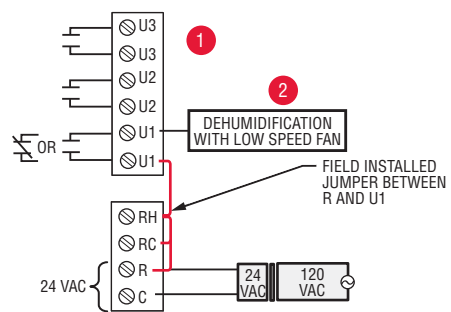 U3
1
U3
U2
2
U2
OR
U1
DEHUMIDIFICATION
WITH LOW SPEED FAN
U1
FIELD INSTALLED
JUMPER BETWEEN
R AND U1
RH
RC
R
24 VAC
C
24
VAC
120
VAC